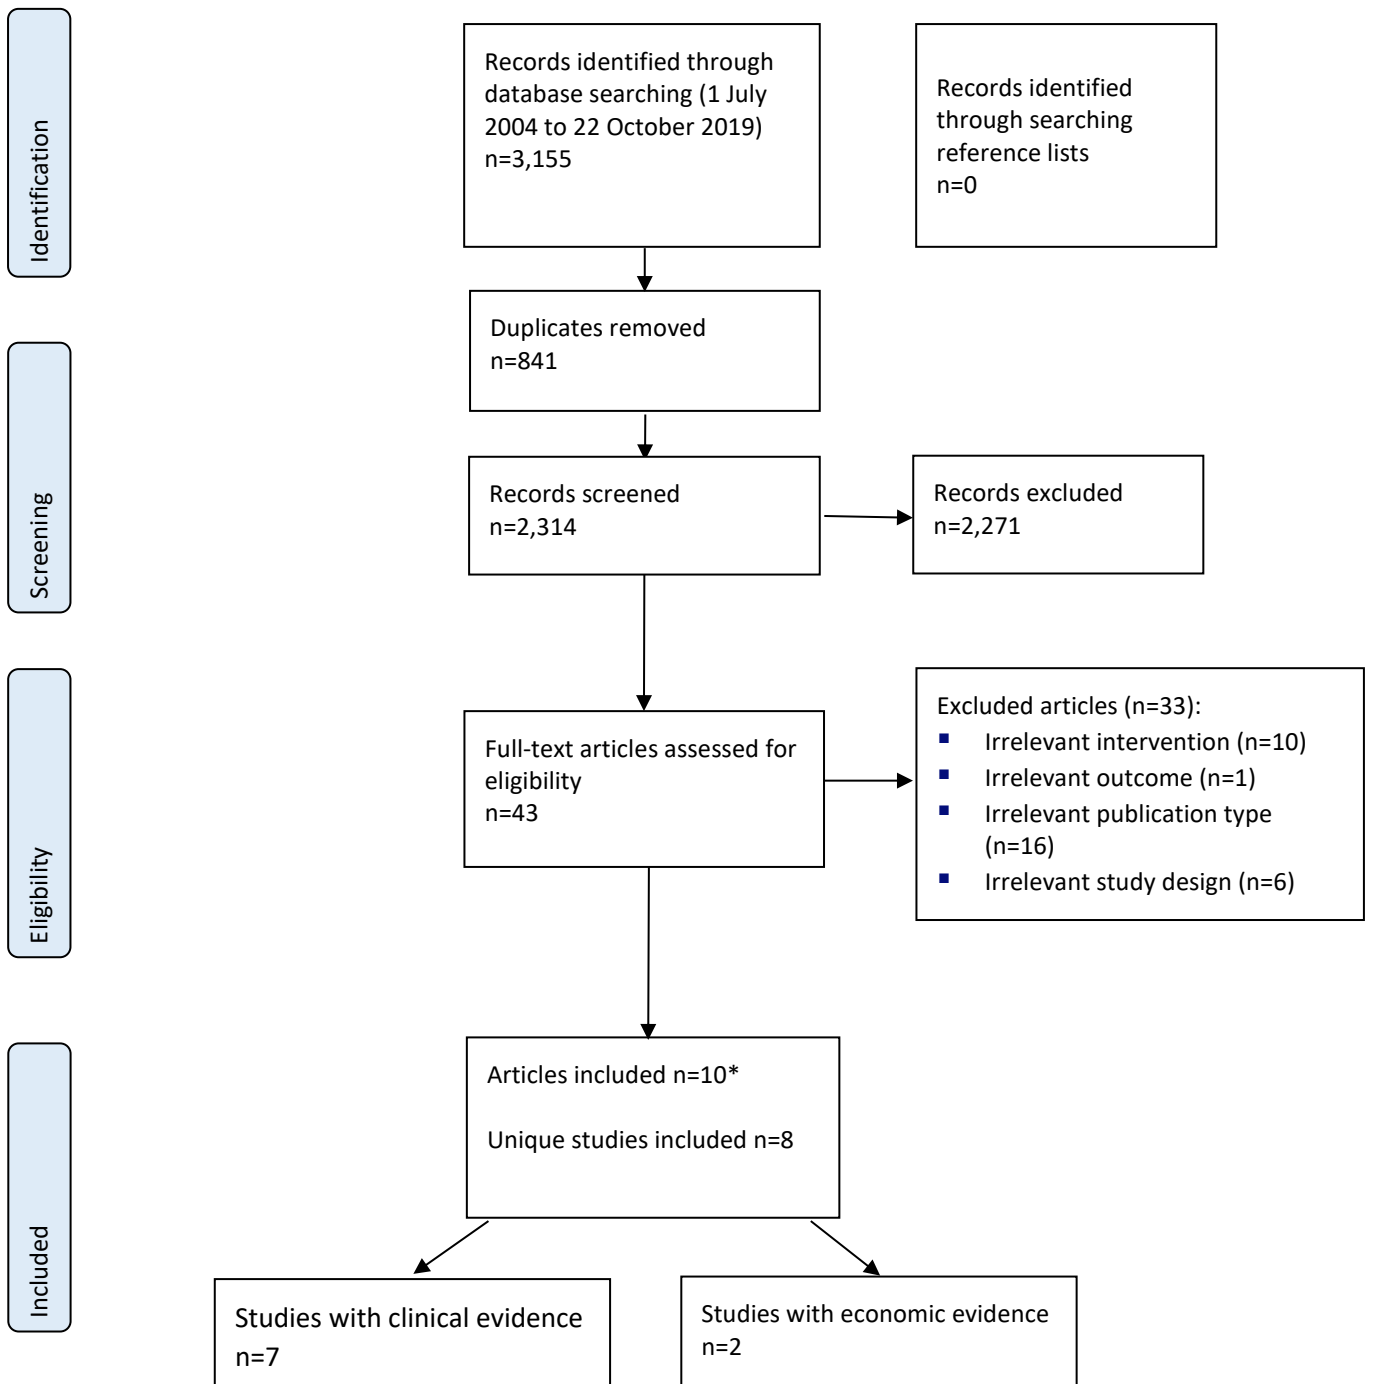 Identification
Records identified through
database searching (1 July
2004 to 22 October 2019)
n=3,155
Records identified
through searching
reference lists
n=0
Duplicates removed
n=841
Screening
Records screened
n=2,314
Records excluded
n=2,271
Eligibility
Full-text articles assessed for
eligibility
n=43
Excluded articles (n=33):
▪ Irrelevant intervention (n=10)
▪ Irrelevant outcome (n=1)
▪ Irrelevant publication type
(n=16)
▪ Irrelevant study design (n=6)
Included
Articles included n=10*
Unique studies included n=8
Studies with clinical evidence
n=7
Studies with economic evidence
n=2